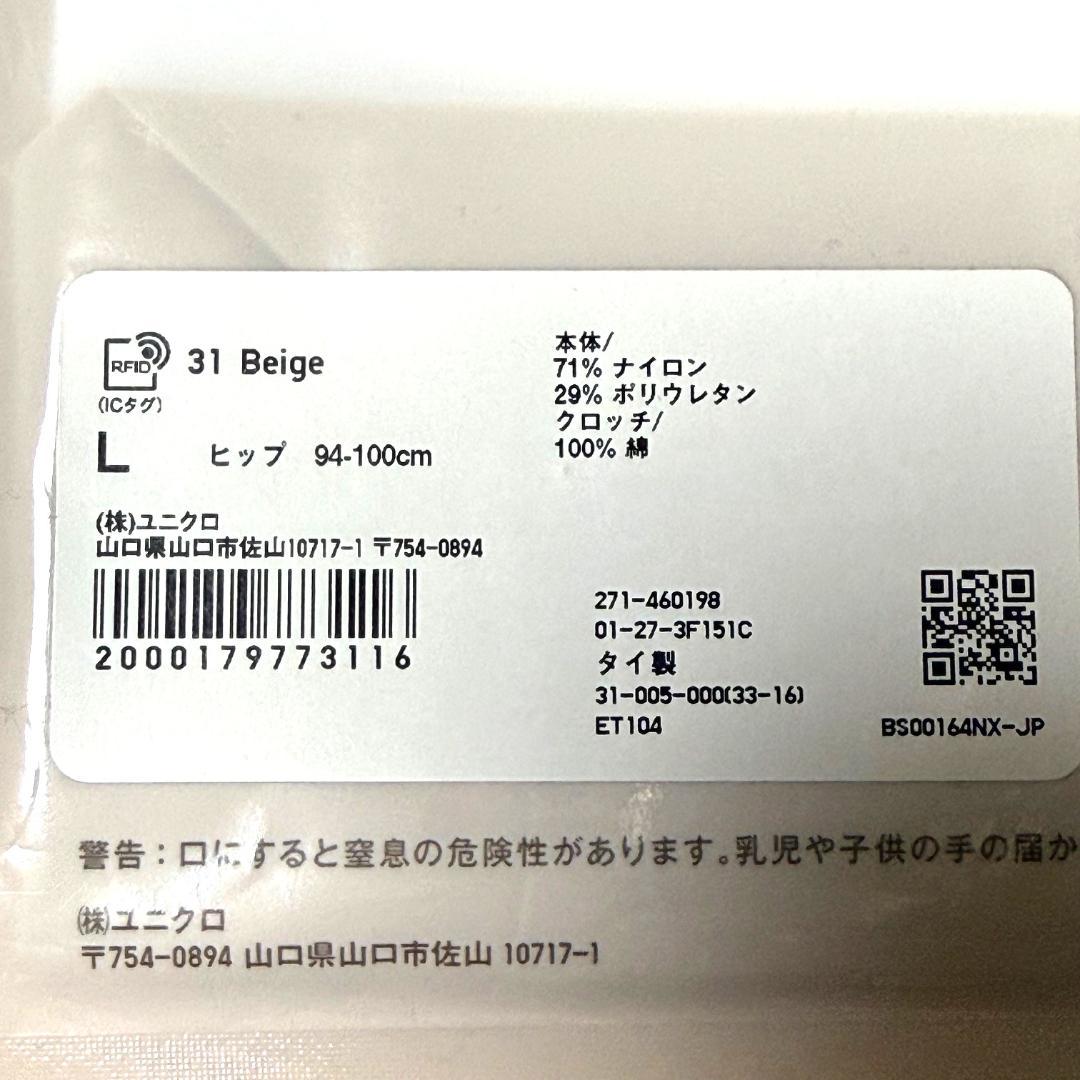 RFID
31 Beige
(ICタグ)
L ヒップ 94-100cm
(株)ユニクロ
山口県山口市佐山10717-1 〒754-0894
2000179773116
本体/
71% ナイロン
29% ポリウレタン
クロッチ/
100% 綿
271-460198
01-27-3F151C
タイ製
31-005-000(33-16)
ET104
BS00164NX-JP
警告:口にすると窒息の危険性があります。乳児や子供の手の届か
㈱ユニクロ
〒754-0894 山口県山口市佐山 10717-1